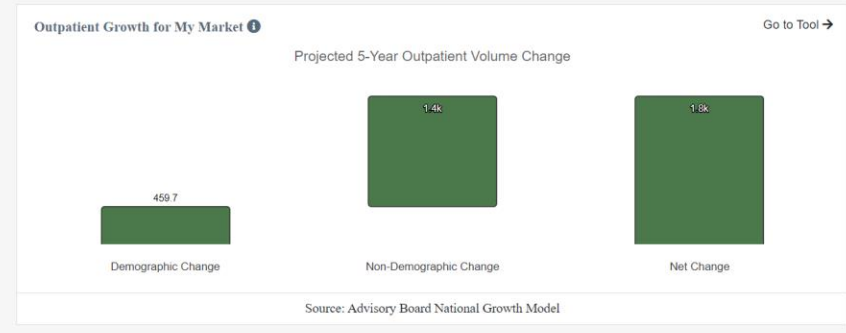 Outpatient Growth for My Market
Go to Tool →
Projected 5-Year Outpatient Volume Change
459.7
1.4k
1.8k
Demographic Change
Non-Demographic Change
Net Change
Source: Advisory Board National Growth Model